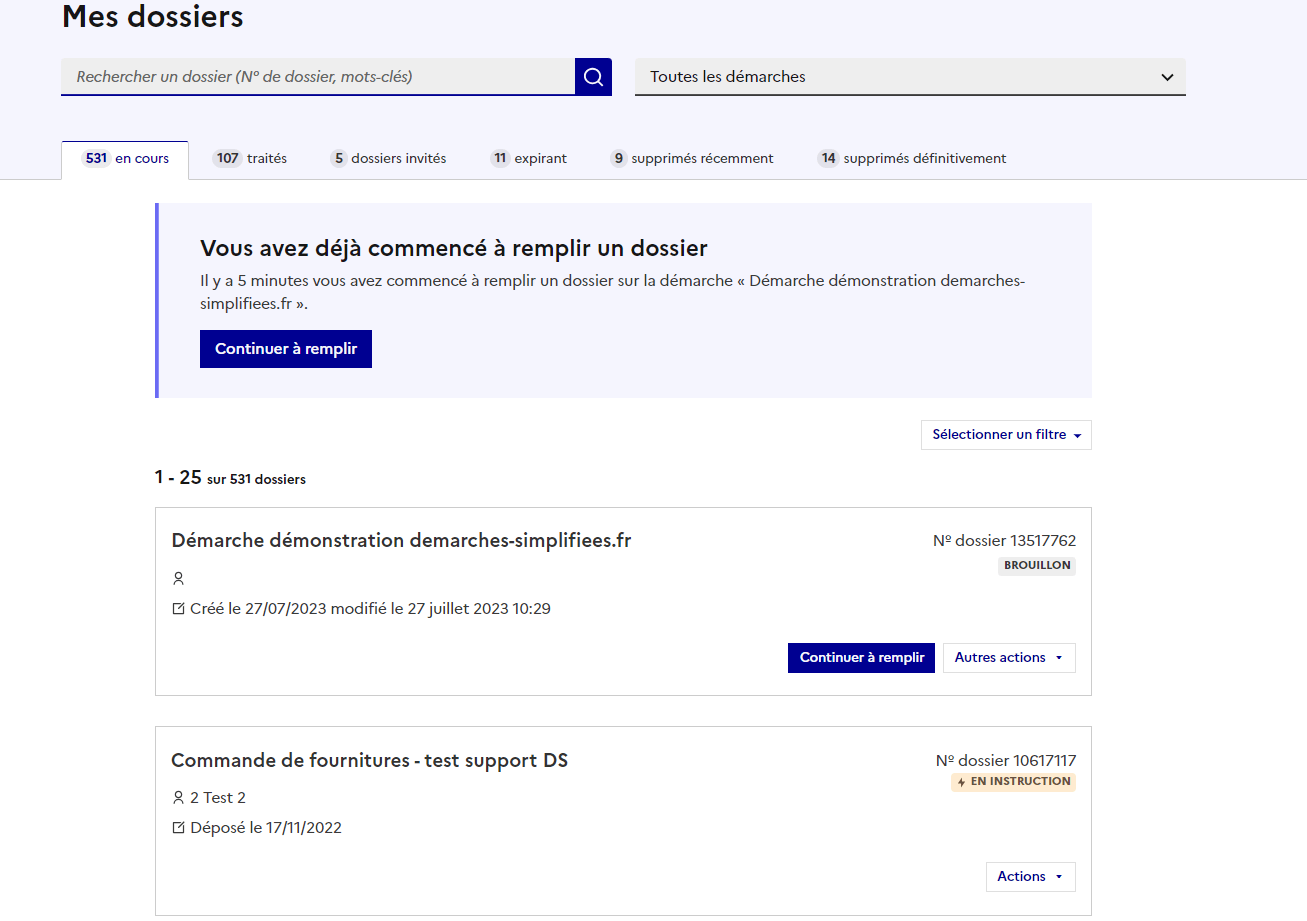 Mes dossiers
Rechercher un dossier (N° de dossier, mots-clés)
Toutes les démarches
531 en cours
107 traités
5 dossiers invités
11 expirant
9 supprimés récemment
14 supprimés définitivement
Vous avez déjà commencé à remplir un dossier
Il y a 5 minutes vous avez commencé à remplir un dossier sur la démarche « Démarche démonstration demarches-
simplifiees.fr ».
Continuer à remplir
Sélectionner un filtre
1 - 25 sur 531 dossiers
Démarche démonstration demarches-simplifiees.fr
Nº dossier 13517762
BROUILLON
Créé le 27/07/2023 modifié le 27 juillet 2023 10:29
Continuer à remplir
Autres actions
Commande de fournitures - test support DS
Nº dossier 10617117
EN INSTRUCTION
2 Test 2
Déposé le 17/11/2022
Actions